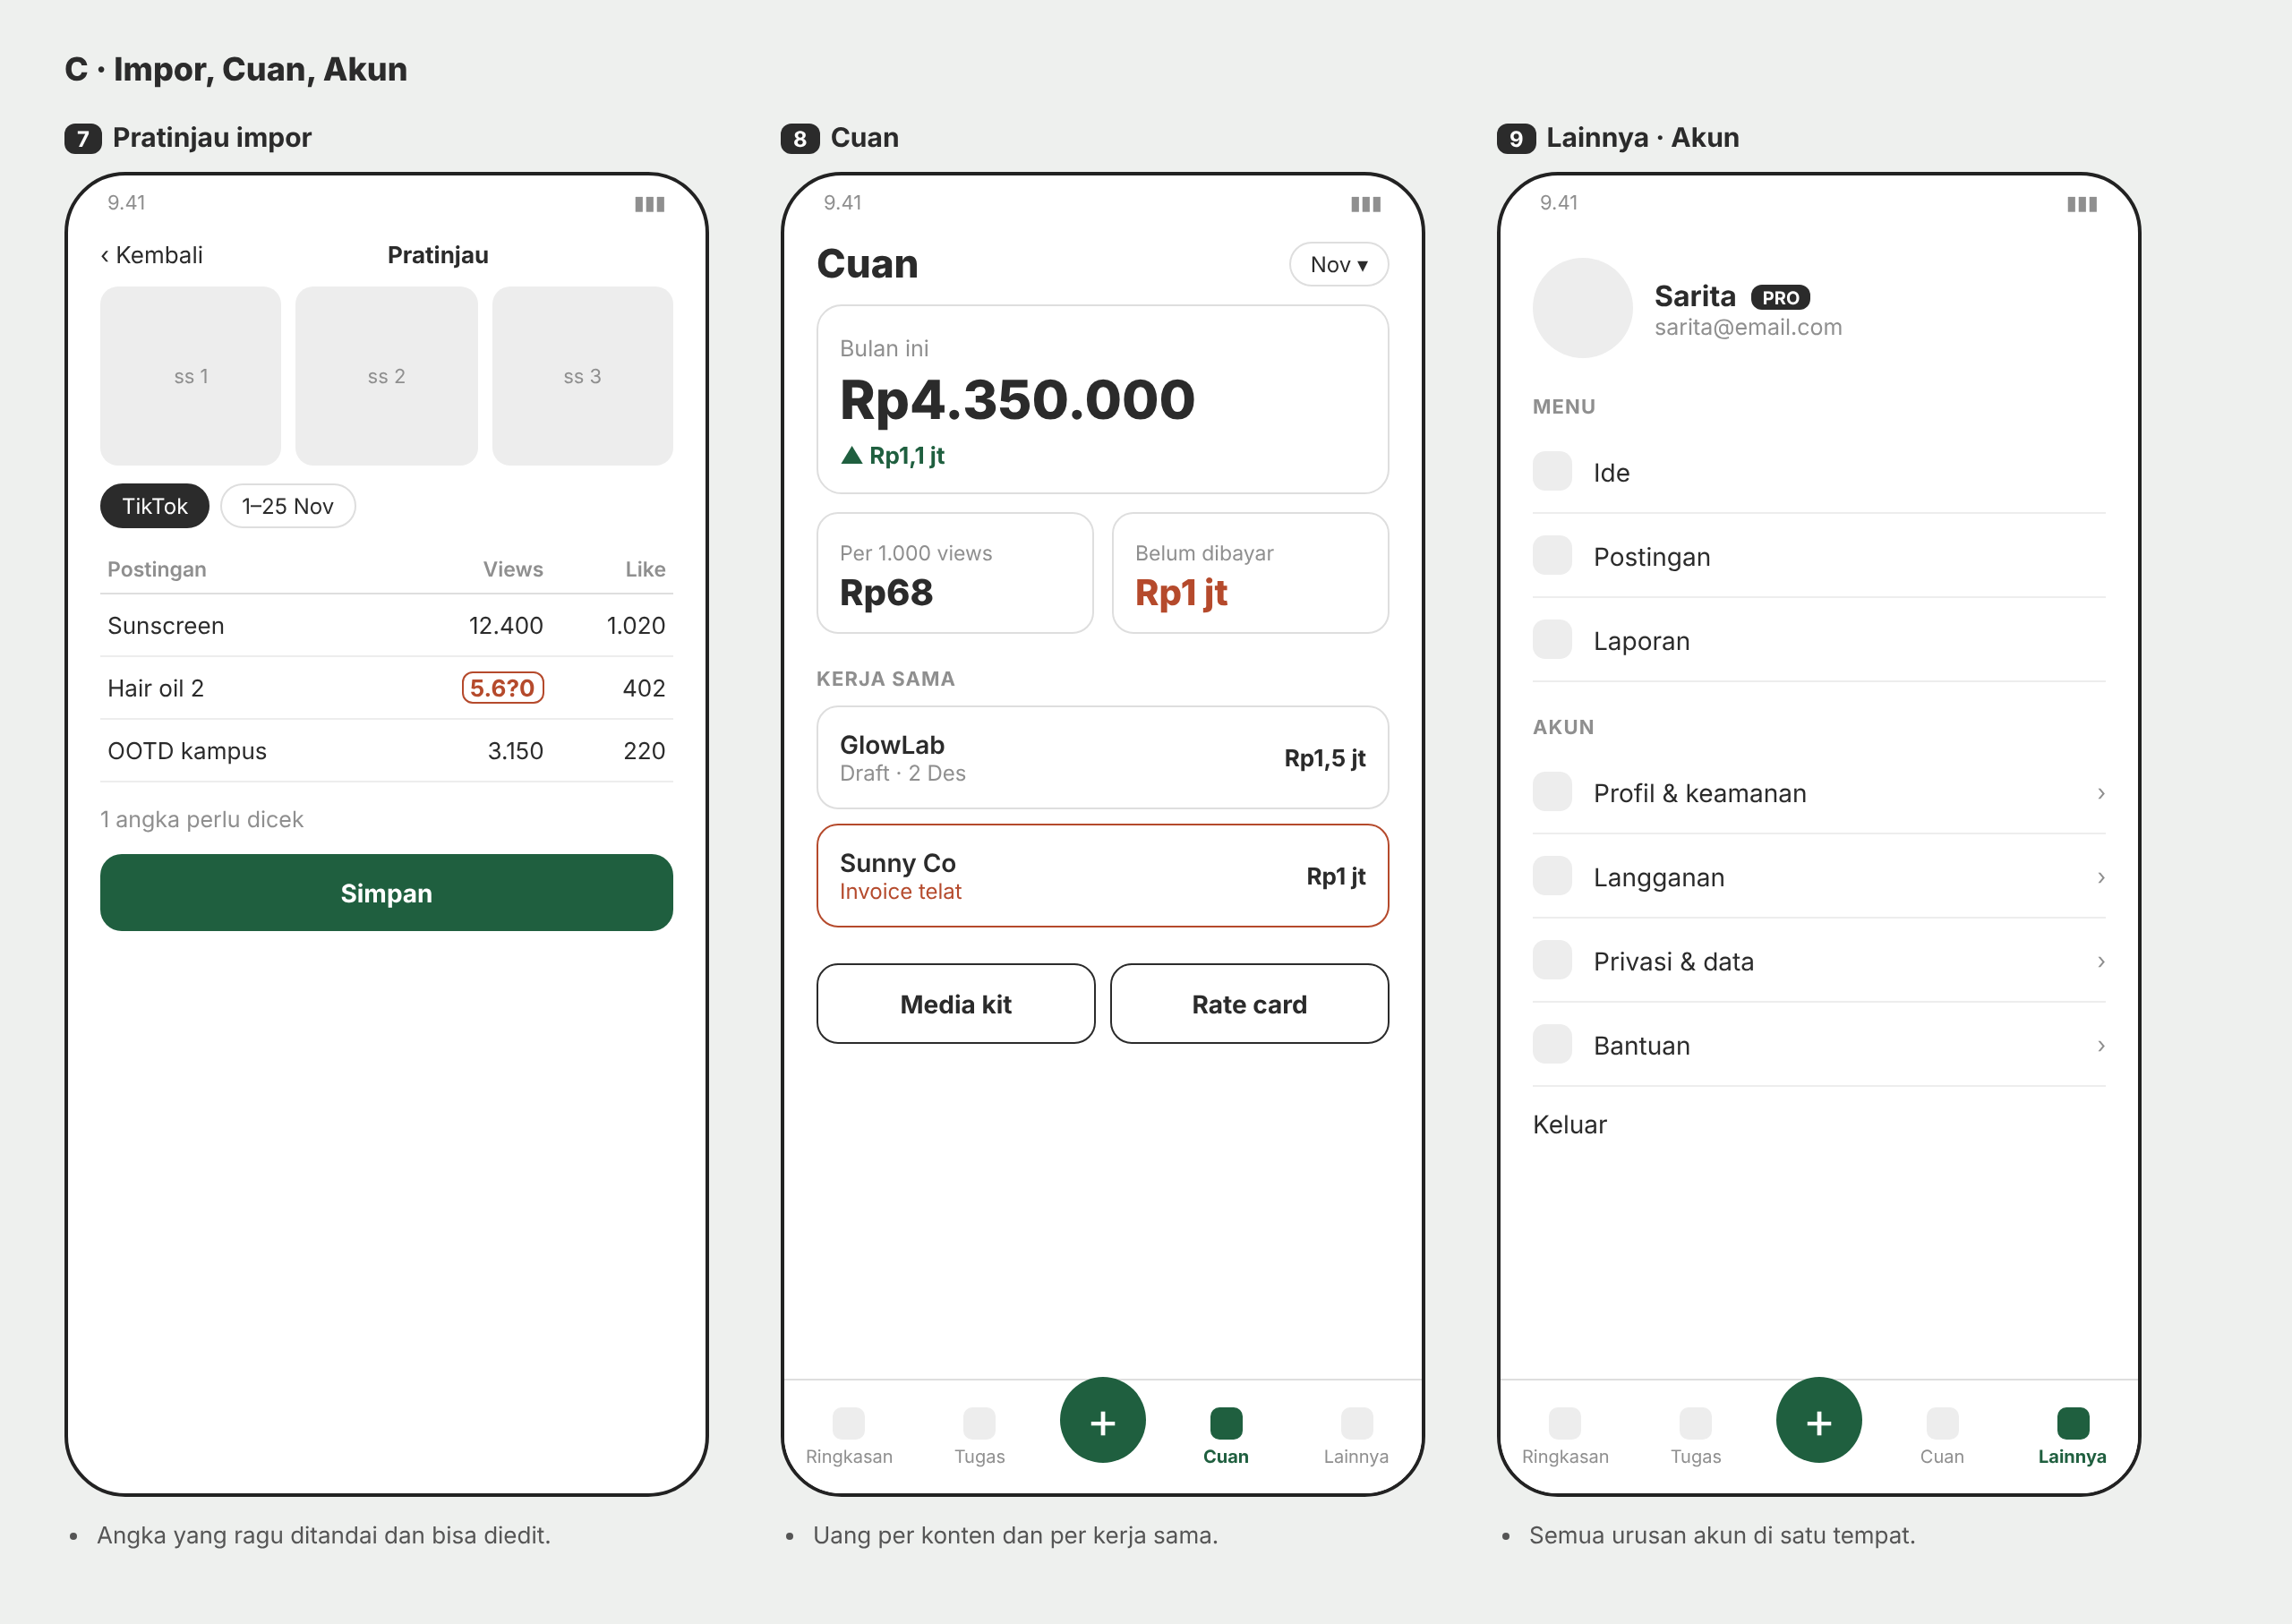 C · Impor, Cuan, Akun
7 Pratinjau impor
9.41
‹ Kembali Pratinjau
ss 1 ss 2 ss 3
TikTok 1–25 Nov
Postingan Views Like
Sunscreen 12.400 1.020
Hair oil 2 5.6?0 402
OOTD kampus 3.150 220
1 angka perlu dicek
Simpan
• Angka yang ragu ditandai dan bisa diedit.
8 Cuan
9.41
Cuan Nov ▾
Bulan ini
Rp4.350.000
▲ Rp1,1 jt
Per 1.000 views Belum dibayar
Rp68 Rp1 jt
KERJA SAMA
GlowLab
Draft · 2 Des
Rp1,5 jt
Sunny Co
Invoice telat
Rp1 jt
Media kit Rate card
+
Ringkasan Tugas Cuan Lainnya
• Uang per konten dan per kerja sama.
9 Lainnya · Akun
9.41
Sarita PRO
sarita@email.com
MENU
Ide
Postingan
Laporan
AKUN
Profil & keamanan ›
Langganan ›
Privasi & data ›
Bantuan ›
Keluar
+
Ringkasan Tugas Cuan Lainnya
• Semua urusan akun di satu tempat.